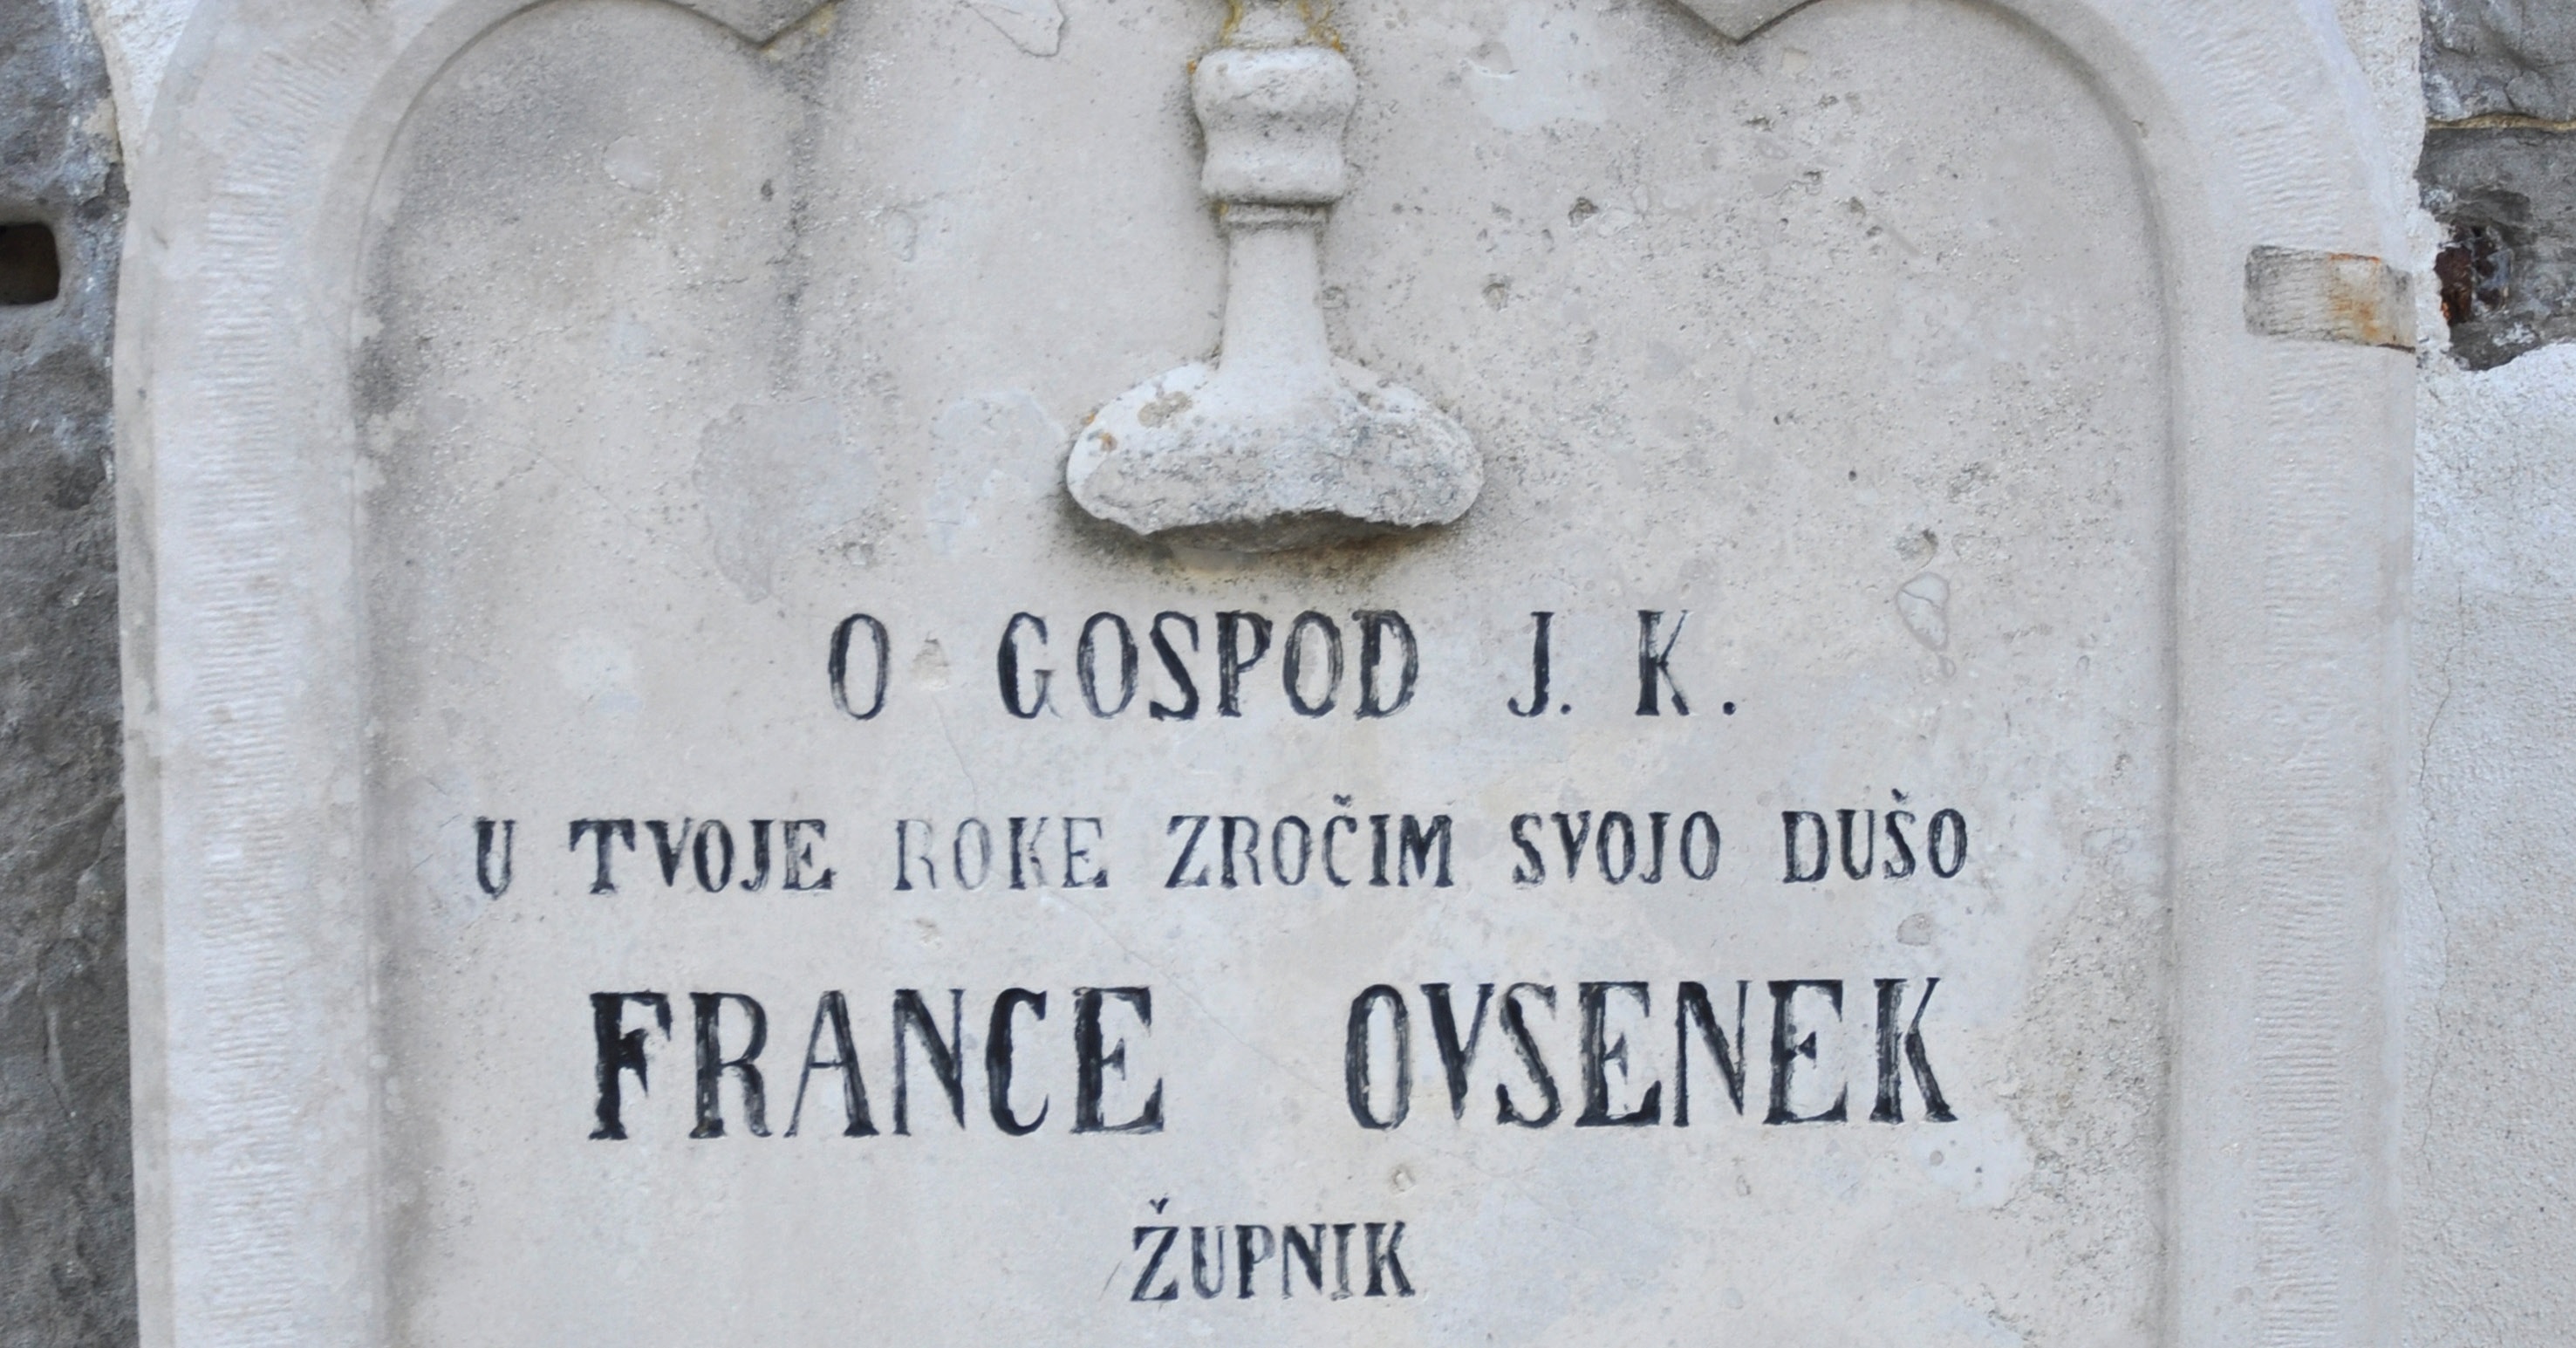 O GOSPOD J. K.
U TVOJE ROKE ZROČIM SVOJO DUŠO
FRANCE OVSENEK
ŽUPNIK